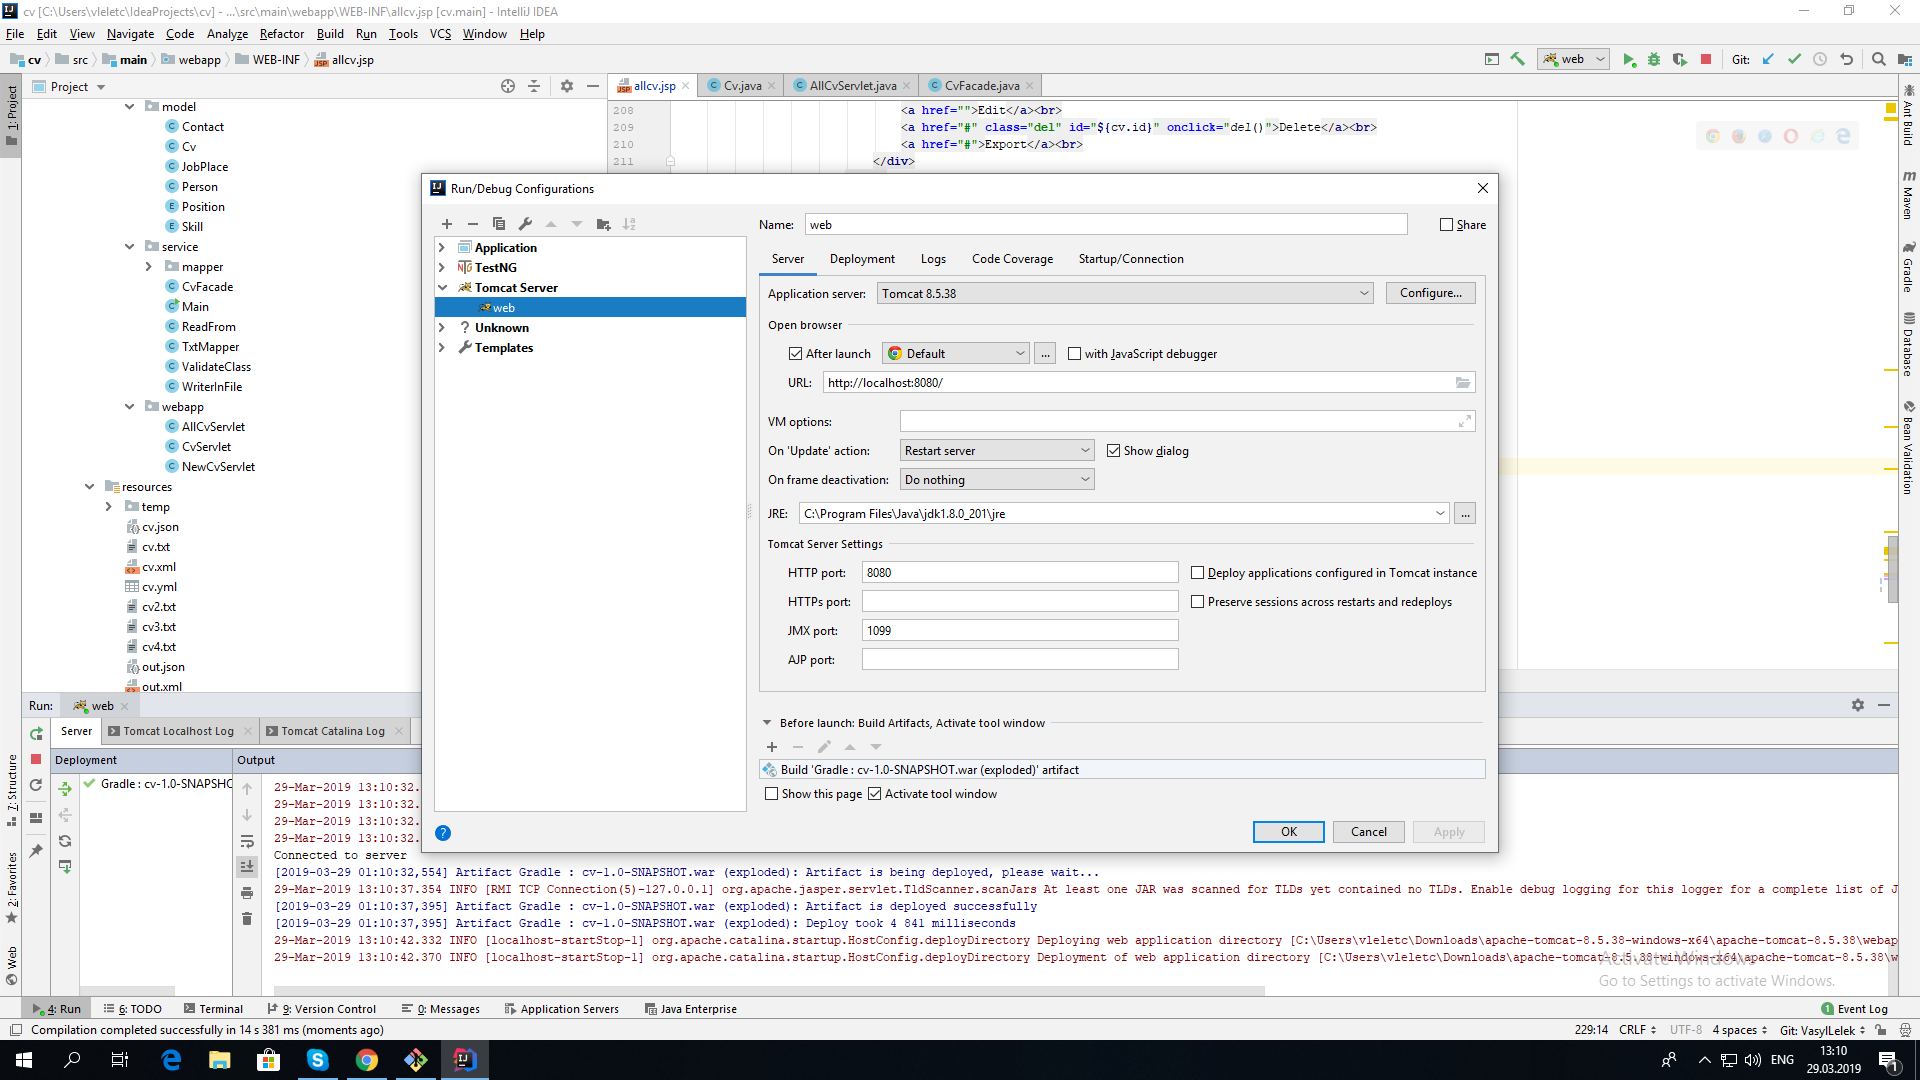 cv [C:\Users\vleletc\IdeaProjects\cv] - ...\src\main\webapp\WEB-INF\allcv.jsp [cv.main] - IntelliJ IDEA
File Edit View Navigate Code Analyze Refactor Build Run Tools VCS Window Help
cv src main webapp WEB-INF allcv.jsp
web
Git:
Project
allcv.jsp Cv.java AllCvServlet.java CvFacade.java
1: Project
7: Structure
2: Favorites
Web
model
Contact
Cv
JobPlace
Person
Position
Skill
service
mapper
CvFacade
Main
ReadFrom
TxtMapper
ValidateClass
WriterInFile
webapp
AllCvServlet
CvServlet
NewCvServlet
resources
temp
cv.json
cv.txt
cv.xml
cv.yml
cv2.txt
cv3.txt
cv4.txt
out.json
out.xml
208 <a href="">Edit</a><br>
209 <a href="#" class="del" id="${cv.id}" onclick="del()">Delete</a><br>
210 <a href="#">Export</a><br>
211 </div>
Ant Build
Maven
Gradle
Database
Bean Validation
Run/Debug Configurations
Application
TestNG
Tomcat Server
web
Unknown
Templates
Name: web
Share
Server Deployment Logs Code Coverage Startup/Connection
Application server: Tomcat 8.5.38 Configure...
Open browser
After launch Default ... with JavaScript debugger
URL: http://localhost:8080/
VM options:
On 'Update' action: Restart server Show dialog
On frame deactivation: Do nothing
JRE: C:\Program Files\Java\jdk1.8.0_201\jre ...
Tomcat Server Settings
HTTP port: 8080 Deploy applications configured in Tomcat instance
HTTPs port: Preserve sessions across restarts and redeploys
JMX port: 1099
AJP port:
Before launch: Build Artifacts, Activate tool window
Build 'Gradle : cv-1.0-SNAPSHOT.war (exploded)' artifact
Show this page Activate tool window
OK Cancel Apply
Run: web
Server Tomcat Localhost Log Tomcat Catalina Log
Deployment Output
Gradle : cv-1.0-SNAPSHO
29-Mar-2019 13:10:32.
29-Mar-2019 13:10:32.
29-Mar-2019 13:10:32.
29-Mar-2019 13:10:32.
Connected to server
[2019-03-29 01:10:32,554] Artifact Gradle : cv-1.0-SNAPSHOT.war (exploded): Artifact is being deployed, please wait...
29-Mar-2019 13:10:37.354 INFO [RMI TCP Connection(5)-127.0.0.1] org.apache.jasper.servlet.TldScanner.scanJars At least one JAR was scanned for TLDs yet contained no TLDs. Enable debug logging for this logger for a complete list of J
[2019-03-29 01:10:37,395] Artifact Gradle : cv-1.0-SNAPSHOT.war (exploded): Artifact is deployed successfully
[2019-03-29 01:10:37,395] Artifact Gradle : cv-1.0-SNAPSHOT.war (exploded): Deploy took 4 841 milliseconds
29-Mar-2019 13:10:42.332 INFO [localhost-startStop-1] org.apache.catalina.startup.HostConfig.deployDirectory Deploying web application directory [C:\Users\vleletc\Downloads\apache-tomcat-8.5.38-windows-x64\apache-tomcat-8.5.38\webap
29-Mar-2019 13:10:42.370 INFO [localhost-startStop-1] org.apache.catalina.startup.HostConfig.deployDirectory Deployment of web application directory [C:\Users\vleletc\Downloads\apache-tomcat-8.5.38-windows-x64\apache-tomcat-8.5.38\w
Activate Windows
Go to Settings to activate Windows.
4: Run 6: TODO Terminal 9: Version Control 0: Messages Application Servers Java Enterprise 1 Event Log
Compilation completed successfully in 14 s 381 ms (moments ago) 229:14 CRLF UTF-8 4 spaces Git: VasylLelek
ENG 13:10
29.03.2019
1